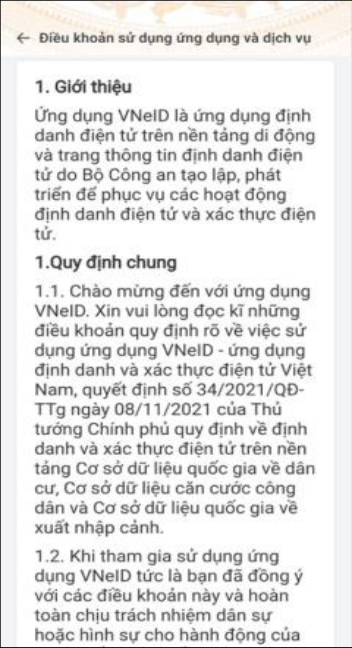 ← Điều khoản sử dụng ứng dụng và dịch vụ
1. Giới thiệu
Ứng dụng VNeID là ứng dụng định
danh điện tử trên nền tảng di động
và trang thông tin định danh điện
tử do Bộ Công an tạo lập, phát
triển để phục vụ các hoạt động
định danh điện tử và xác thực điện
tử.
1.Quy định chung
1.1. Chào mừng đến với ứng dụng
VNeID. Xin vui lòng đọc kĩ những
điều khoản quy định rõ về việc sử
dụng ứng dụng VNeID - ứng dụng
định danh và xác thực điện tử Việt
Nam, quyết định số 34/2021/QĐ-
TTg ngày 08/11/2021 của Thủ
tướng Chính phủ quy định về định
danh và xác thực điện tử trên nền
tảng Cơ sở dữ liệu quốc gia về dân
cư, Cơ sở dữ liệu căn cước công
dân và Cơ sở dữ liệu quốc gia về
xuất nhập cảnh.
1.2. Khi tham gia sử dụng ứng
dụng VNeID tức là bạn đã đồng ý
với các điều khoản này và hoàn
toàn chịu trách nhiệm dân sự
hoặc hình sự cho hành động của